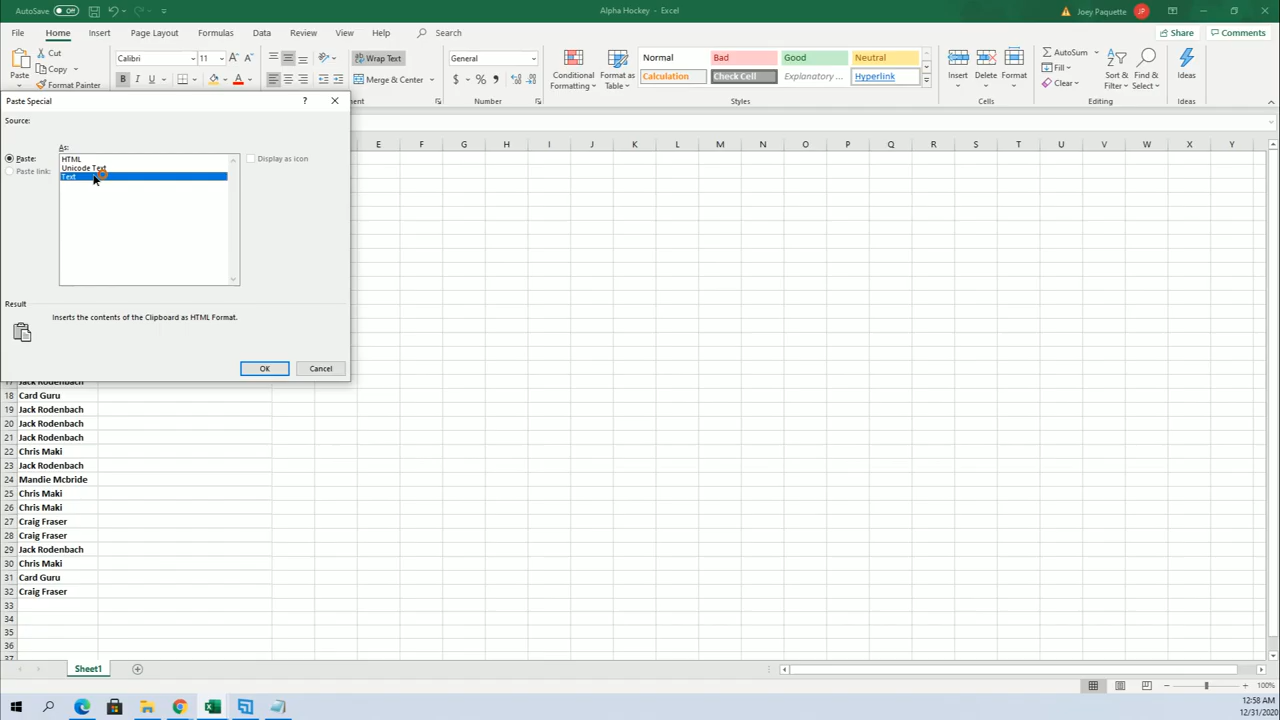 AutoSave Off
Alpha Hockey - Excel
Joey Paquette JP
File Home Insert Page Layout Formulas Data Review View Help Search
Share Comments
Paste
Cut
Copy
Format Painter
Calibri 11
B I U
A
Wrap Text
Merge & Center
General
$ % ,
Number
Conditional Formatting
Format as Table
Normal Bad Good Neutral
Calculation Check Cell Explanatory ... Hyperlink
Styles
Insert Delete Format
Cells
AutoSum
Fill
Clear
Sort & Filter
Find & Select
Editing
Ideas
Ideas
Paste Special ?
Source:
As:
Paste:
Paste link:
HTML
Unicode Text
Text
Display as icon
Result
Inserts the contents of the Clipboard as HTML Format.
OK Cancel
E F G H I J K L M N O P Q R S T U V W X Y
17 Jack Rodenbach
18 Card Guru
19 Jack Rodenbach
20 Jack Rodenbach
21 Jack Rodenbach
22 Chris Maki
23 Jack Rodenbach
24 Mandie Mcbride
25 Chris Maki
26 Chris Maki
27 Craig Fraser
28 Craig Fraser
29 Jack Rodenbach
30 Chris Maki
31 Card Guru
32 Craig Fraser
33
34
35
36
37
Sheet1
100%
12:58 AM
12/31/2020